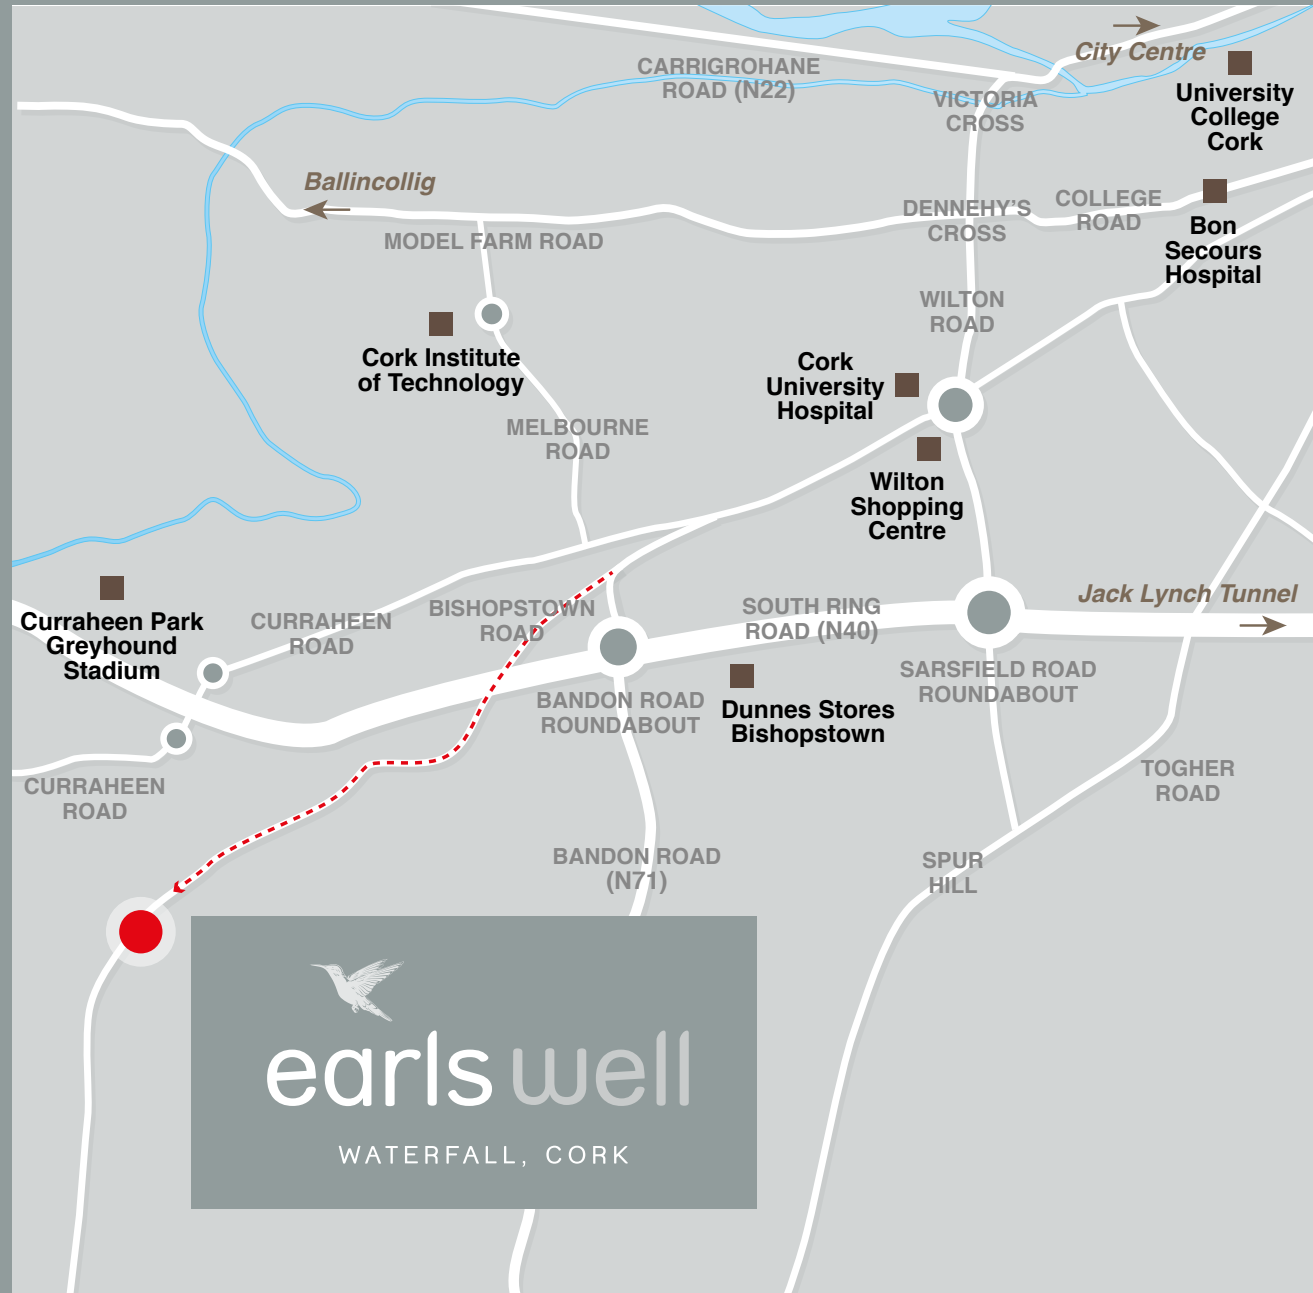 City Centre
CARRIGROHANE
ROAD (N22)
VICTORIA
CROSS
University
College
Cork
Ballincollig
MODEL FARM ROAD
DENNEHY'S
CROSS
COLLEGE
ROAD
Bon
Secours
Hospital
WILTON
ROAD
Cork Institute
of Technology
Cork
University
Hospital
MELBOURNE
ROAD
Wilton
Shopping
Centre
Curraheen Park
Greyhound
Stadium
CURRAHEEN
ROAD
BISHOPSTOWN
ROAD
SOUTH RING
ROAD (N40)
Jack Lynch Tunnel
SARSFIELD ROAD
ROUNDABOUT
BANDON ROAD
ROUNDABOUT
Dunnes Stores
Bishopstown
CURRAHEEN
ROAD
TOGHER
ROAD
BANDON ROAD
(N71)
SPUR
HILL
earls well
WATERFALL, CORK